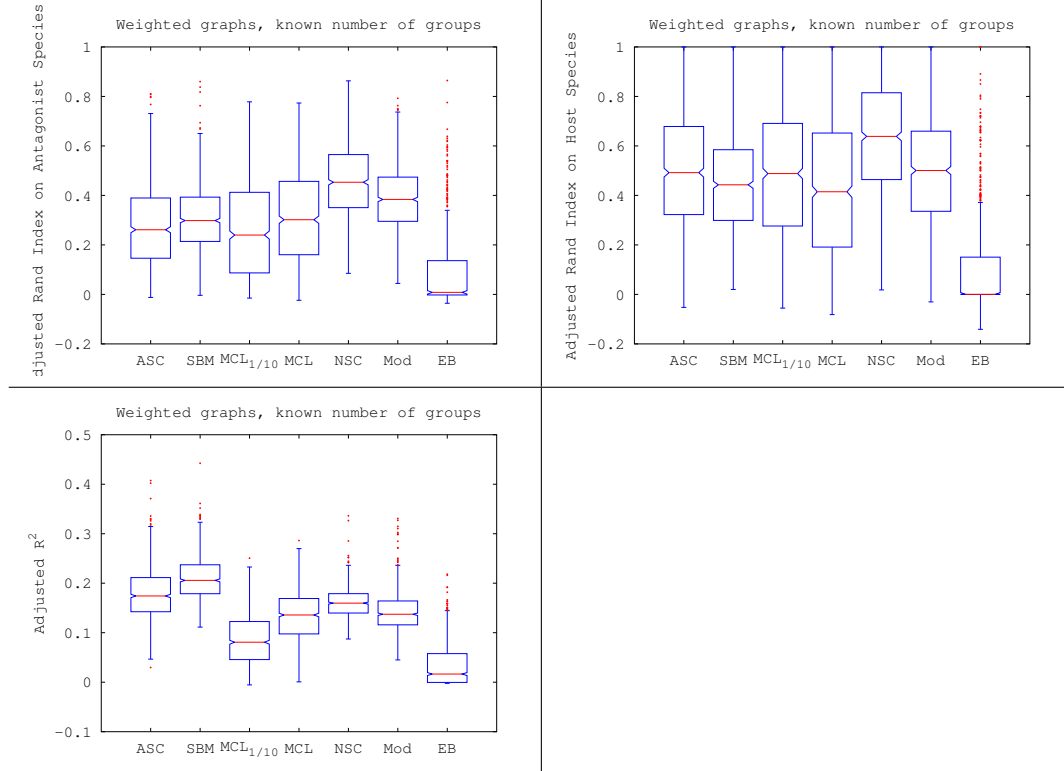 Weighted graphs, known number of groups
djusted Rand Index on Antagonist Species
1
0.8
0.6
0.4
0.2
0
-0.2
ASC SBM MCL1/10 MCL NSC Mod EB
Weighted graphs, known number of groups
Adjusted Rand Index on Host Species
1
0.8
0.6
0.4
0.2
0
-0.2
ASC SBM MCL1/10 MCL NSC Mod EB
Weighted graphs, known number of groups
Adjusted R2
0.5
0.4
0.3
0.2
0.1
0
-0.1
ASC SBM MCL1/10 MCL NSC Mod EB